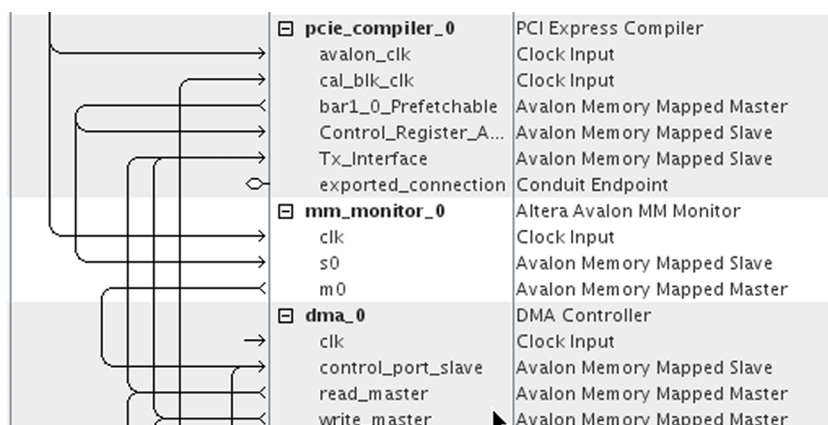 pcie_compiler_0 PCI Express Compiler
avalon_clk Clock Input
cal_blk_clk Clock Input
bar1_0_Prefetchable Avalon Memory Mapped Master
Control_Register_A... Avalon Memory Mapped Slave
Tx_Interface Avalon Memory Mapped Slave
exported_connection Conduit Endpoint
mm_monitor_0 Altera Avalon MM Monitor
clk Clock Input
s0 Avalon Memory Mapped Slave
m0 Avalon Memory Mapped Master
dma_0 DMA Controller
clk Clock Input
control_port_slave Avalon Memory Mapped Slave
read_master Avalon Memory Mapped Master
write_master Avalon Memory Mapped Master